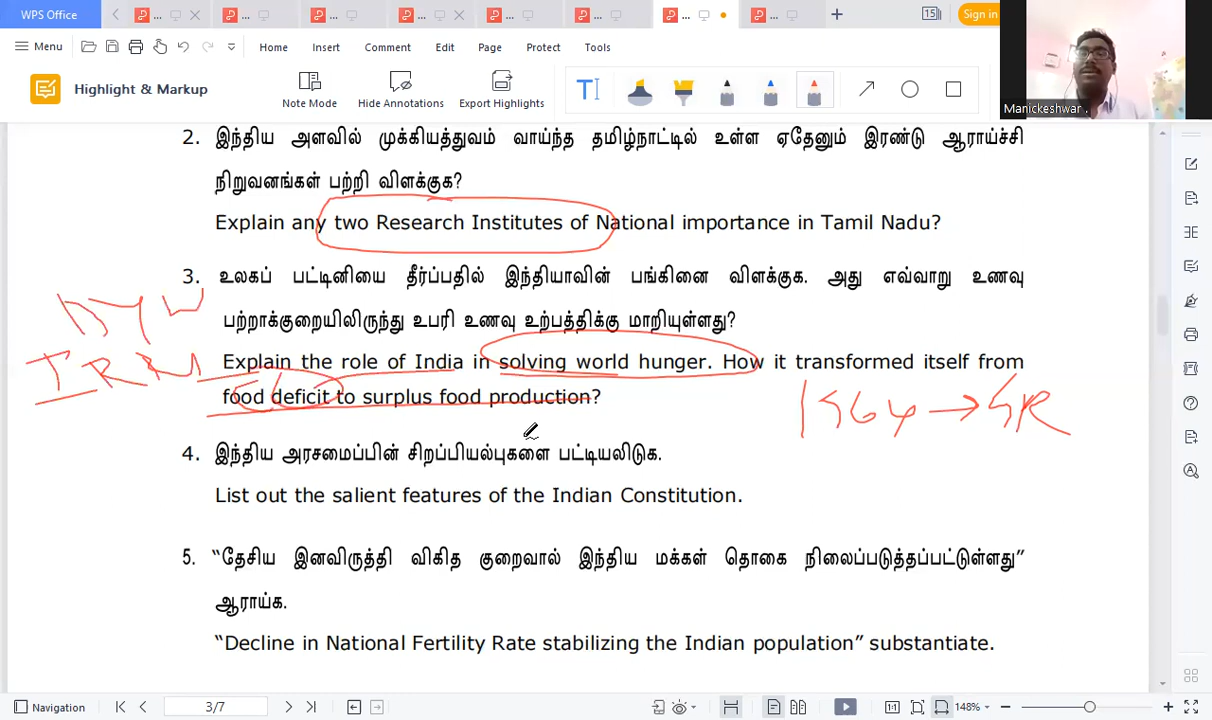 WPS Office
... ... ... ... ... ... ... ... + 15 Sign in
Menu Home Insert Comment Edit Page Protect Tools
Highlight & Markup
Note Mode Hide Annotations Export Highlights
Manickeshwar .
2. இந்திய அளவில் முக்கியத்துவம் வாய்ந்த தமிழ்நாட்டில் உள்ள ஏதேனும் இரண்டு ஆராய்ச்சி
நிறுவனங்கள் பற்றி விளக்குக?
Explain any two Research Institutes of National importance in Tamil Nadu?
3. உலகப் பட்டினியை தீர்ப்பதில் இந்தியாவின் பங்கினை விளக்குக. அது எவ்வாறு உணவு
பற்றாக்குறையிலிருந்து உபரி உணவு உற்பத்திக்கு மாறியுள்ளது?
Explain the role of India in solving world hunger. How it transformed itself from
food deficit to surplus food production?
4. இந்திய அரசமைப்பின் சிறப்பியல்புகளை பட்டியலிடுக.
List out the salient features of the Indian Constitution.
5. “தேசிய இனவிருத்தி விகித குறைவால் இந்திய மக்கள் தொகை நிலைப்படுத்தப்பட்டுள்ளது”
ஆராய்க.
“Decline in National Fertility Rate stabilizing the Indian population” substantiate.
Navigation 3/7 1:1 148%